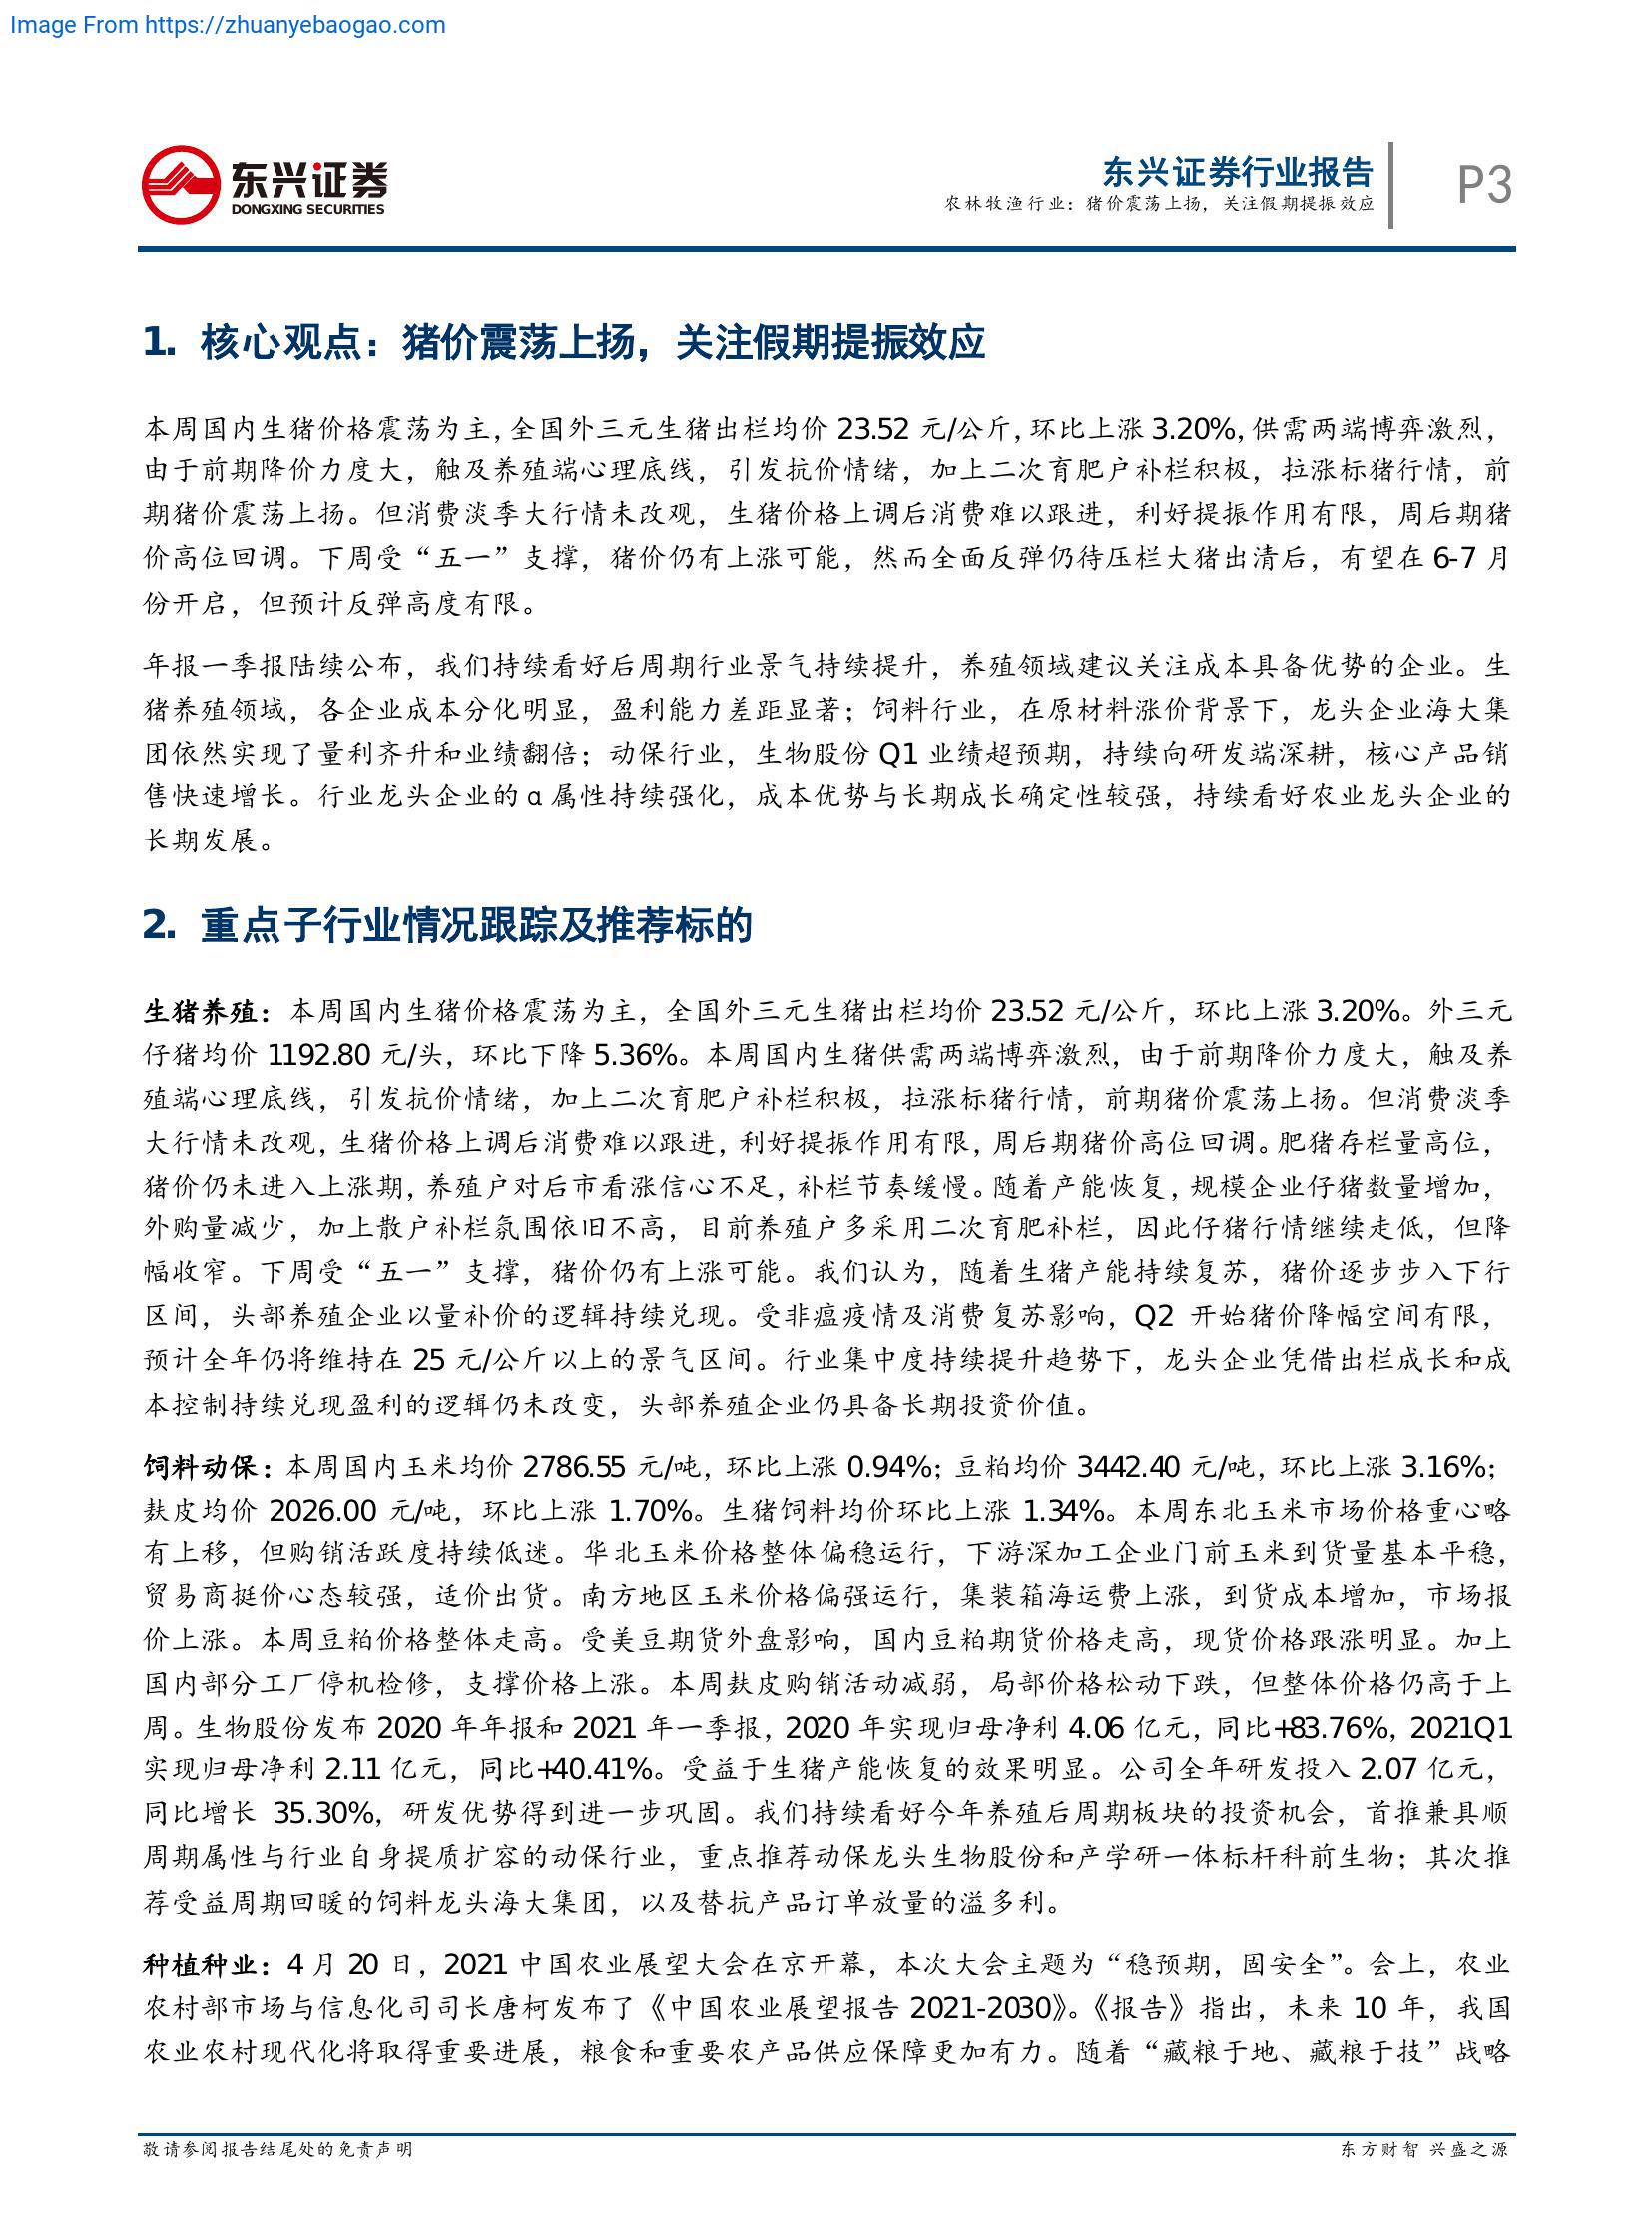 Image From https://zhuanyebaogao.com
东兴证券
DONGXING SECURITIES
东兴证券行业报告
农林牧渔行业：猪价震荡上扬，关注假期提振效应
P3
1. 核心观点：猪价震荡上扬，关注假期提振效应
本周国内生猪价格震荡为主，全国外三元生猪出栏均价 23.52 元/公斤，环比上涨 3.20%，供需两端博弈激烈，
由于前期降价力度大，触及养殖端心理底线，引发抗价情绪，加上二次育肥户补栏积极，拉涨标猪行情，前
期猪价震荡上扬。但消费淡季大行情未改观，生猪价格上调后消费难以跟进，利好提振作用有限，周后期猪
价高位回调。下周受“五一”支撑，猪价仍有上涨可能，然而全面反弹仍待压栏大猪出清后，有望在 6-7 月
份开启，但预计反弹高度有限。
年报一季报陆续公布，我们持续看好后周期行业景气持续提升，养殖领域建议关注成本具备优势的企业。生
猪养殖领域，各企业成本分化明显，盈利能力差距显著；饲料行业，在原材料涨价背景下，龙头企业海大集
团依然实现了量利齐升和业绩翻倍；动保行业，生物股份 Q1 业绩超预期，持续向研发端深耕，核心产品销
售快速增长。行业龙头企业的 α 属性持续强化，成本优势与长期成长确定性较强，持续看好农业龙头企业的
长期发展。
2. 重点子行业情况跟踪及推荐标的
生猪养殖：本周国内生猪价格震荡为主，全国外三元生猪出栏均价 23.52 元/公斤，环比上涨 3.20%。外三元
仔猪均价 1192.80 元/头，环比下降 5.36%。本周国内生猪供需两端博弈激烈，由于前期降价力度大，触及养
殖端心理底线，引发抗价情绪，加上二次育肥户补栏积极，拉涨标猪行情，前期猪价震荡上扬。但消费淡季
大行情未改观，生猪价格上调后消费难以跟进，利好提振作用有限，周后期猪价高位回调。肥猪存栏量高位，
猪价仍未进入上涨期，养殖户对后市看涨信心不足，补栏节奏缓慢。随着产能恢复，规模企业仔猪数量增加，
外购量减少，加上散户补栏氛围依旧不高，目前养殖户多采用二次育肥补栏，因此仔猪行情继续走低，但降
幅收窄。下周受“五一”支撑，猪价仍有上涨可能。我们认为，随着生猪产能持续复苏，猪价逐步步入下行
区间，头部养殖企业以量补价的逻辑持续兑现。受非瘟疫情及消费复苏影响，Q2 开始猪价降幅空间有限，
预计全年仍将维持在 25 元/公斤以上的景气区间。行业集中度持续提升趋势下，龙头企业凭借出栏成长和成
本控制持续兑现盈利的逻辑仍未改变，头部养殖企业仍具备长期投资价值。
饲料动保：本周国内玉米均价 2786.55 元/吨，环比上涨 0.94%；豆粕均价 3442.40 元/吨，环比上涨 3.16%；
麸皮均价 2026.00 元/吨，环比上涨 1.70%。生猪饲料均价环比上涨 1.34%。本周东北玉米市场价格重心略
有上移，但购销活跃度持续低迷。华北玉米价格整体偏稳运行，下游深加工企业门前玉米到货量基本平稳，
贸易商挺价心态较强，适价出货。南方地区玉米价格偏强运行，集装箱海运费上涨，到货成本增加，市场报
价上涨。本周豆粕价格整体走高。受美豆期货外盘影响，国内豆粕期货价格走高，现货价格跟涨明显。加上
国内部分工厂停机检修，支撑价格上涨。本周麸皮购销活动减弱，局部价格松动下跌，但整体价格仍高于上
周。生物股份发布 2020 年年报和 2021 年一季报，2020 年实现归母净利 4.06 亿元，同比+83.76%，2021Q1
实现归母净利 2.11 亿元，同比+40.41%。受益于生猪产能恢复的效果明显。公司全年研发投入 2.07 亿元，
同比增长 35.30%，研发优势得到进一步巩固。我们持续看好今年养殖后周期板块的投资机会，首推兼具顺
周期属性与行业自身提质扩容的动保行业，重点推荐动保龙头生物股份和产学研一体标杆科前生物；其次推
荐受益周期回暖的饲料龙头海大集团，以及替抗产品订单放量的溢多利。
种植种业：4 月 20 日，2021 中国农业展望大会在京开幕，本次大会主题为“稳预期，固安全”。会上，农业
农村部市场与信息化司司长唐柯发布了《中国农业展望报告 2021-2030》。《报告》指出，未来 10 年，我国
农业农村现代化将取得重要进展，粮食和重要农产品供应保障更加有力。随着“藏粮于地、藏粮于技”战略
敬请参阅报告结尾处的免责声明
东方财智 兴盛之源